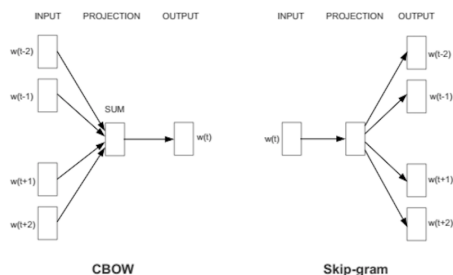 INPUT PROJECTION OUTPUT
w(t-2)
w(t-1)
SUM
w(t)
w(t+1)
w(t+2)
CBOW
INPUT PROJECTION OUTPUT
w(t-2)
w(t-1)
w(t)
w(t+1)
w(t+2)
Skip-gram